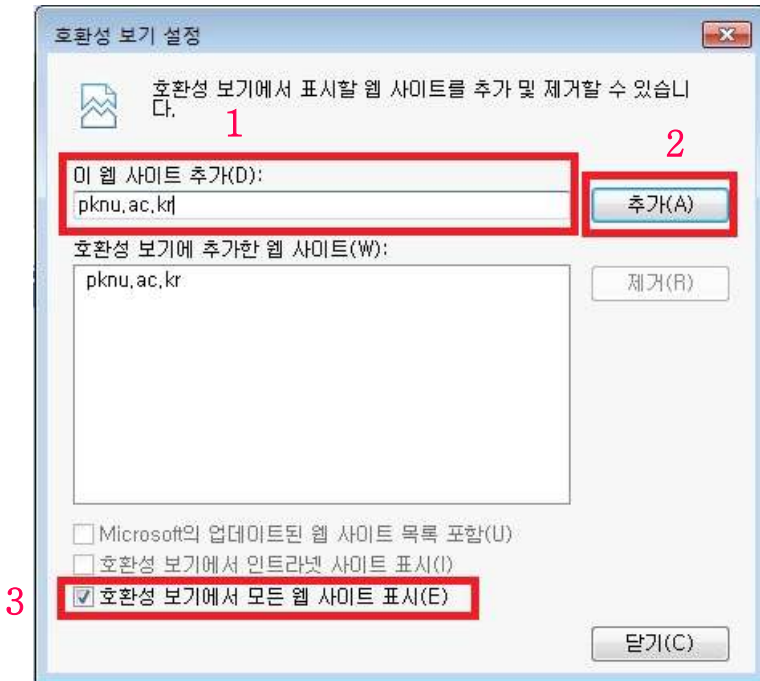 호환성 보기 설정
호환성 보기에서 표시할 웹 사이트를 추가 및 제거할 수 있습니
다.
1
2
이 웹 사이트 추가(D):
pknu.ac.kr
추가(A)
호환성 보기에 추가한 웹 사이트(W):
pknu.ac.kr
제거(R)
Microsoft의 업데이트된 웹 사이트 목록 포함(U)
호환성 보기에서 인트라넷 사이트 표시(I)
3
호환성 보기에서 모든 웹 사이트 표시(E)
닫기(C)